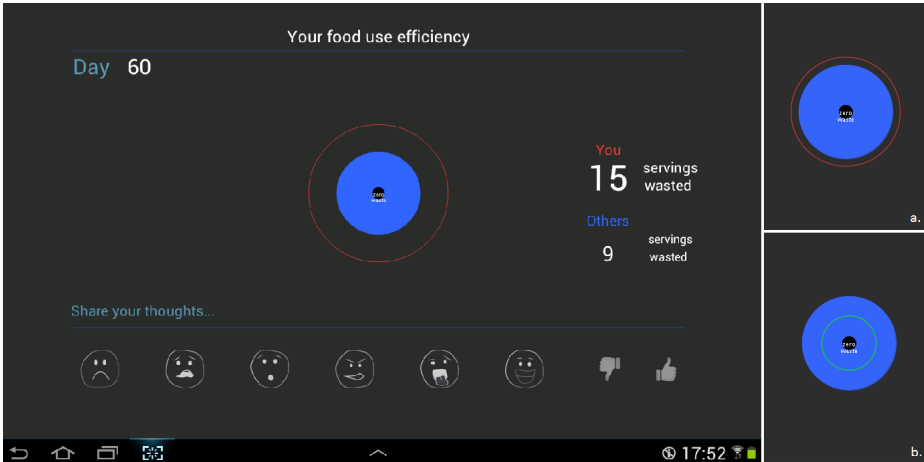 Your food use efficiency
Day 60
zero
waste
You
15 servings
wasted
Others
9 servings
wasted
Share your thoughts...
17:52
zero
waste
a.
zero
waste
b.